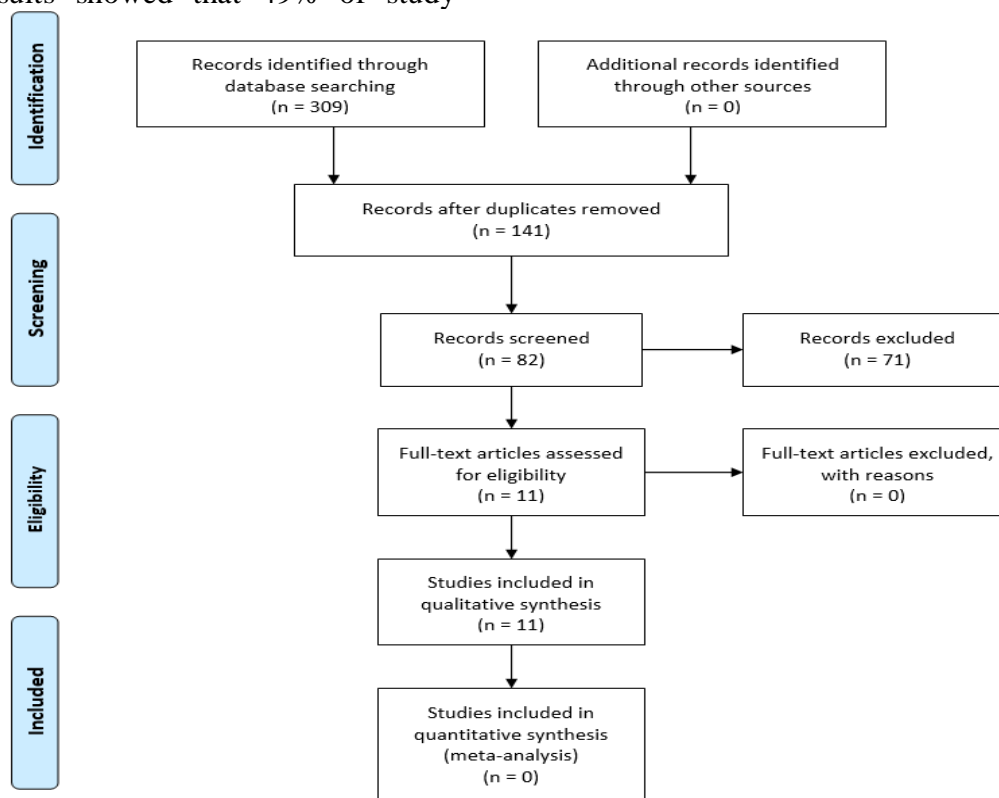 sults showed that 49% of study
Identification
Records identified through
database searching
(n = 309)
Additional records identified
through other sources
(n = 0)
Records after duplicates removed
(n = 141)
Screening
Records screened
(n = 82)
Records excluded
(n = 71)
Eligibility
Full-text articles assessed
for eligibility
(n = 11)
Full-text articles excluded,
with reasons
(n = 0)
Studies included in
qualitative synthesis
(n = 11)
Included
Studies included in
quantitative synthesis
(meta-analysis)
(n = 0)